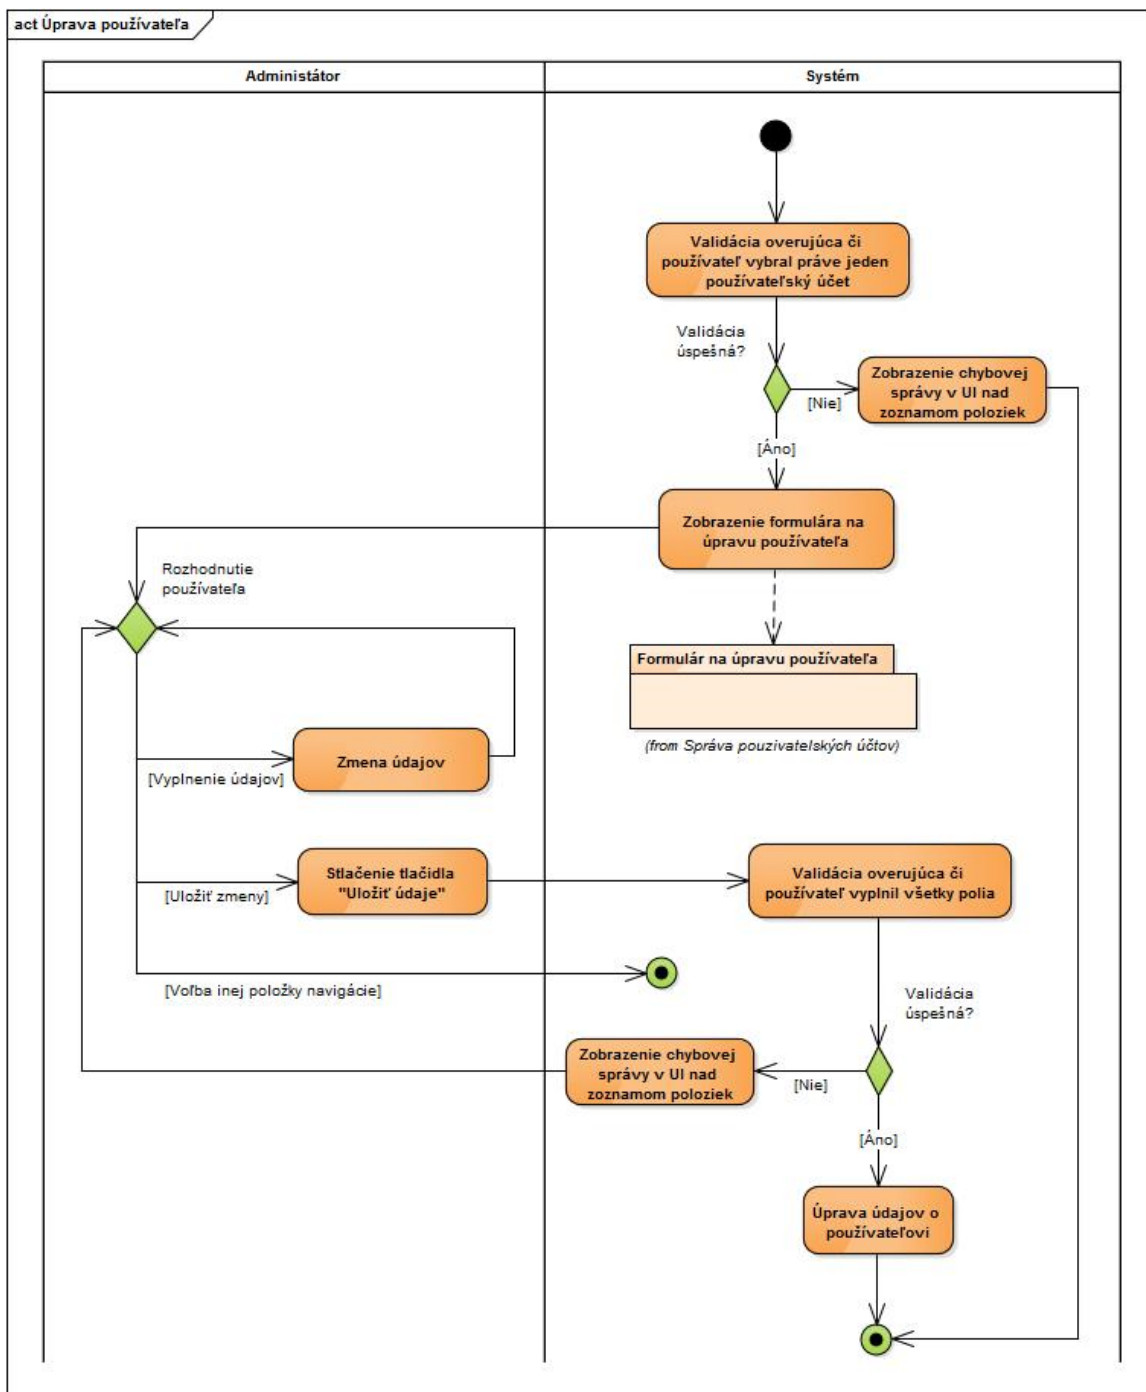 act Úprava používateľa
Administátor
Systém
Validácia overujúca či
používateľ vybral práve jeden
používateľský účet
Validácia
úspešná?
Zobrazenie chybovej
správy v UI nad
zoznamom poloziek
[Nie]
[Áno]
Zobrazenie formulára na
úpravu používateľa
Rozhodnutie
používateľa
Formulár na úpravu používateľa
(from Správa pouzivatelských účtov)
Zmena údajov
[Vyplnenie údajov]
Stlačenie tlačidla
"Uložiť údaje"
[Uložiť zmeny]
Validácia overujúca či
používateľ vyplnil všetky polia
[Voľba inej položky navigácie]
Validácia
úspešná?
Zobrazenie chybovej
správy v UI nad
zoznamom poloziek
[Nie]
[Áno]
Úprava údajov o
používateľovi